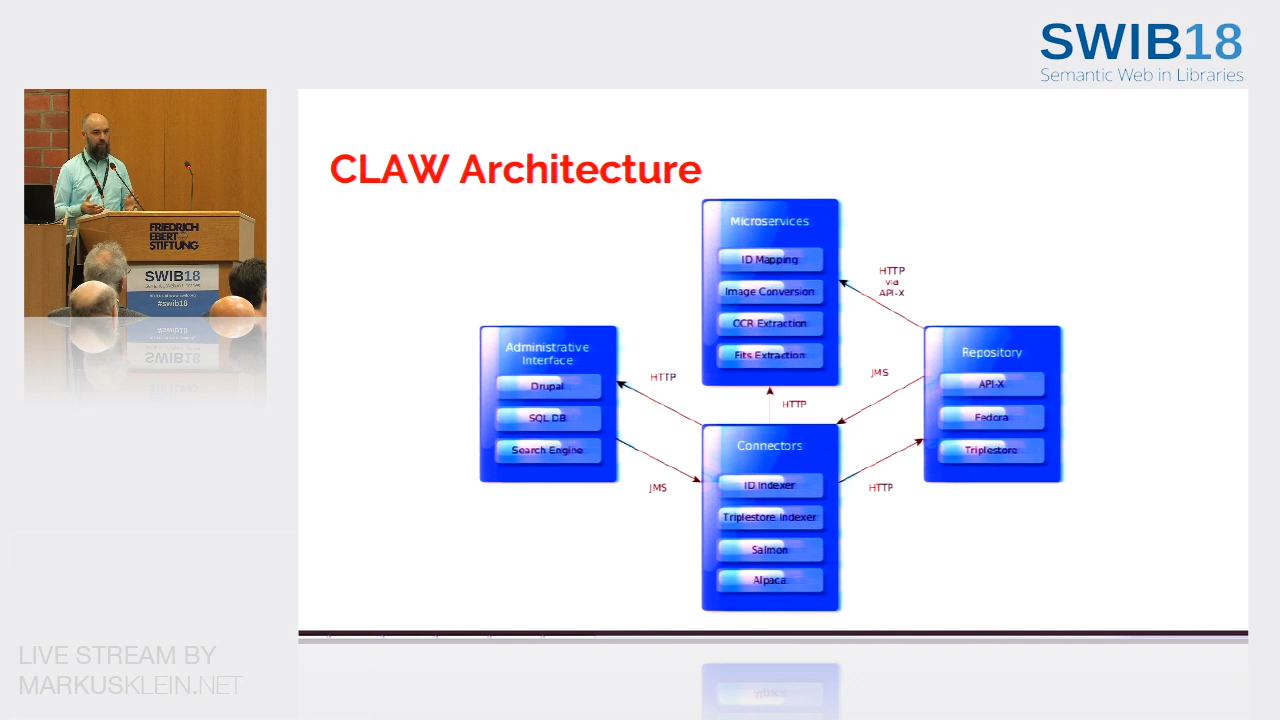 SWIB18
Semantic Web in Libraries
FRIEDRICH
EBERT
STIFTUNG
SWIB18
#swib18
CLAW Architecture
Microservices
ID Mapping
Image Conversion
OCR Extraction
Fits Extraction
HTTP
via
API-X
Administrative
Interface
Drupal
SQL DB
Search Engine
HTTP
JMS
HTTP
JMS
HTTP
Repository
API-X
Fedora
Triplestore
Connectors
ID Indexer
Triplestore Indexer
Salmon
Alpaca
LIVE STREAM BY
MARKUSKLEIN.NET